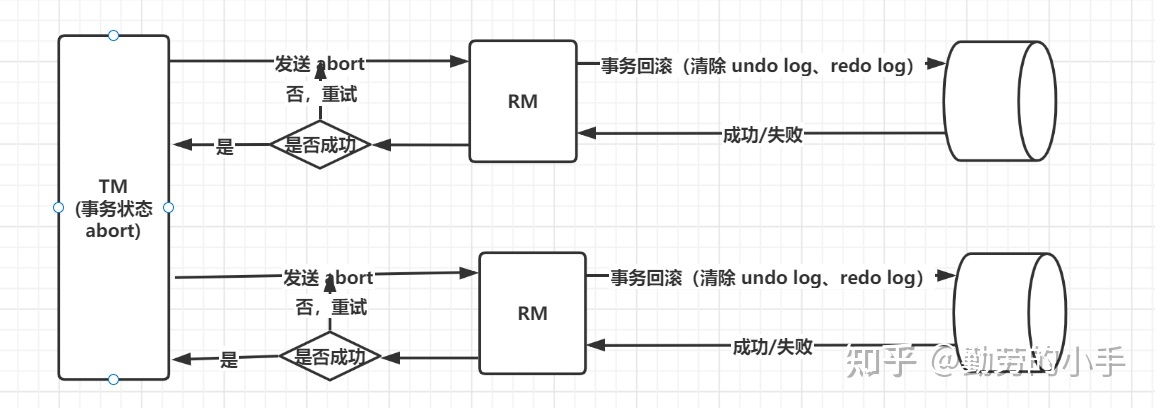 发送 abort
事务回滚（清除 undo log、redo log）
否，重试
RM
成功/失败
是
是否成功
TM
(事务状态
abort)
发送 abort
事务回滚（清除 undo log、redo log）
否，重试
RM
成功/失败
是
是否成功
知乎 @勤劳的小手